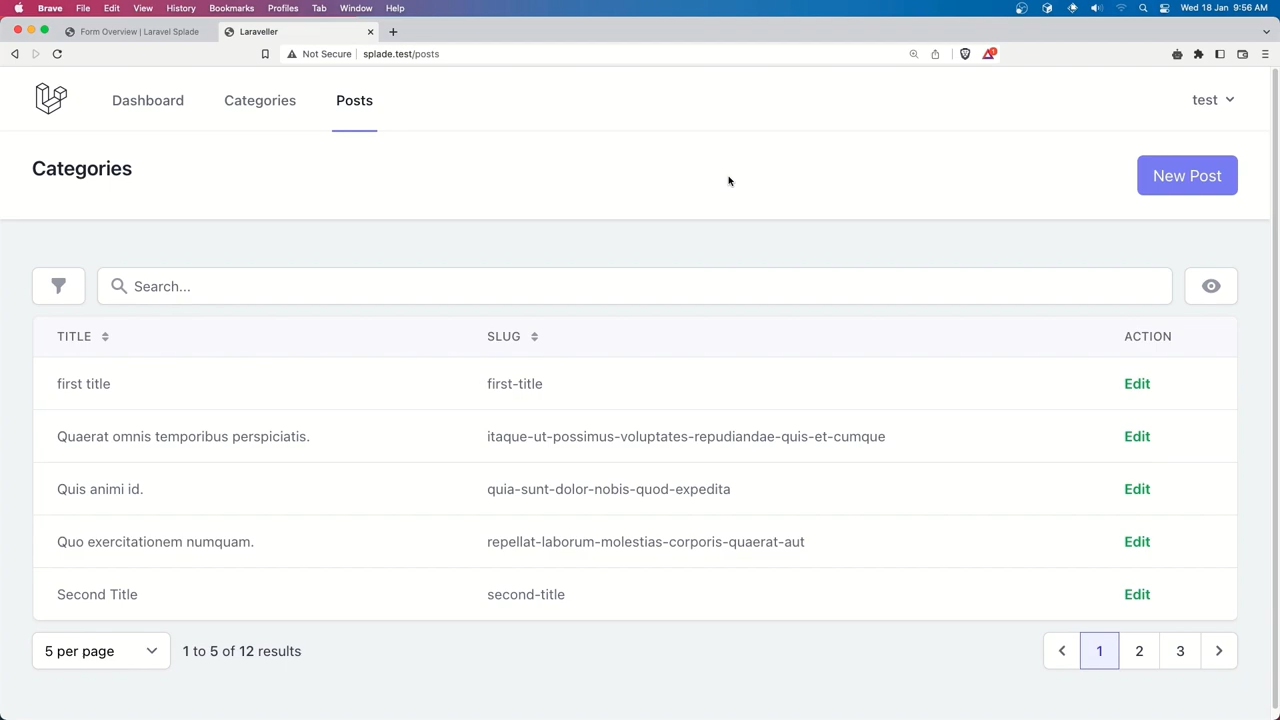 Brave File Edit View History Bookmarks Profiles Tab Window Help Wed 18 Jan 9:56 AM
Form Overview | Laravel Splade Laraveller
Not Secure splade.test/posts
Dashboard Categories Posts test
Categories
New Post
Search...
TITLE SLUG ACTION
first title first-title Edit
Quaerat omnis temporibus perspiciatis. itaque-ut-possimus-voluptates-repudiandae-quis-et-cumque Edit
Quis animi id. quia-sunt-dolor-nobis-quod-expedita Edit
Quo exercitationem numquam. repellat-laborum-molestias-corporis-quaerat-aut Edit
Second Title second-title Edit
5 per page 1 to 5 of 12 results 1 2 3